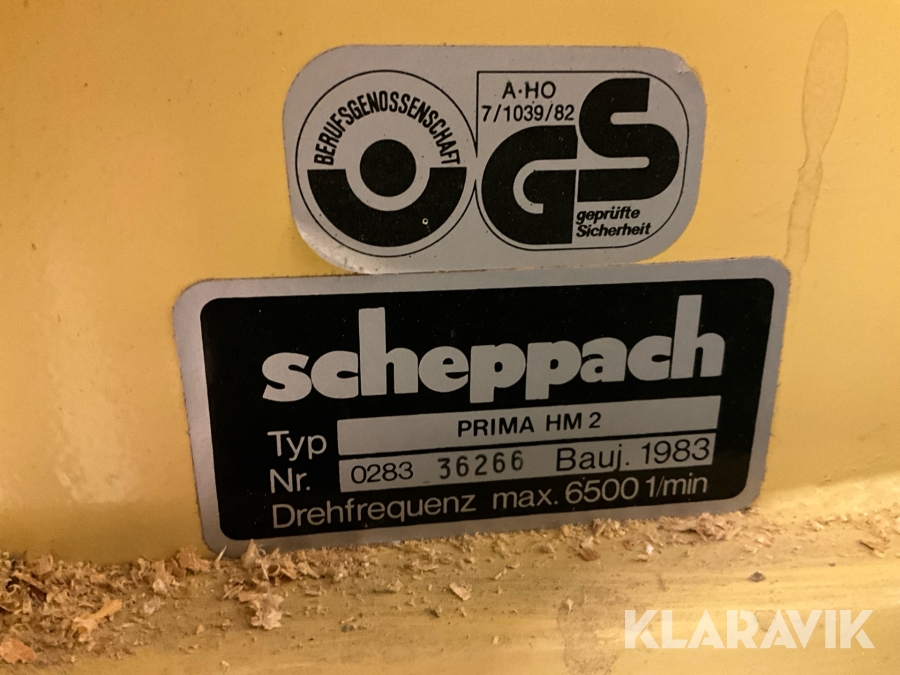 BERUFSGENOSSENSCHAFT
A·HO
7/1039/82
GS
geprüfte
Sicherheit
scheppach
Typ PRIMA HM 2
Nr. 0283 36266 Bauj. 1983
Drehfrequenz max. 6500 1/min
KLARAVIK